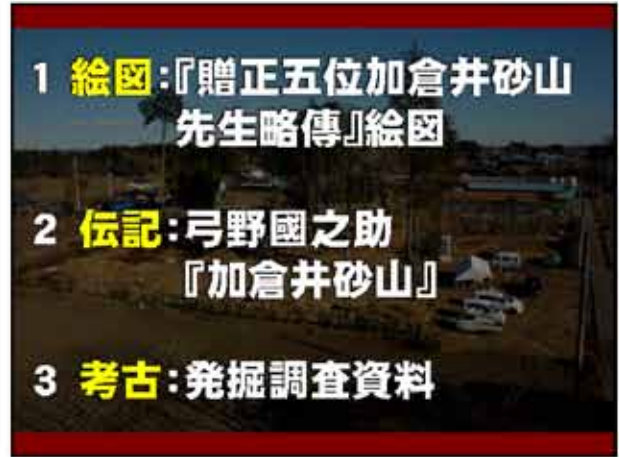 1 絵図:『贈正五位加倉井砂山
先生略傳』絵図
2 伝記:弓野國之助
『加倉井砂山』
3 考古:発掘調査資料